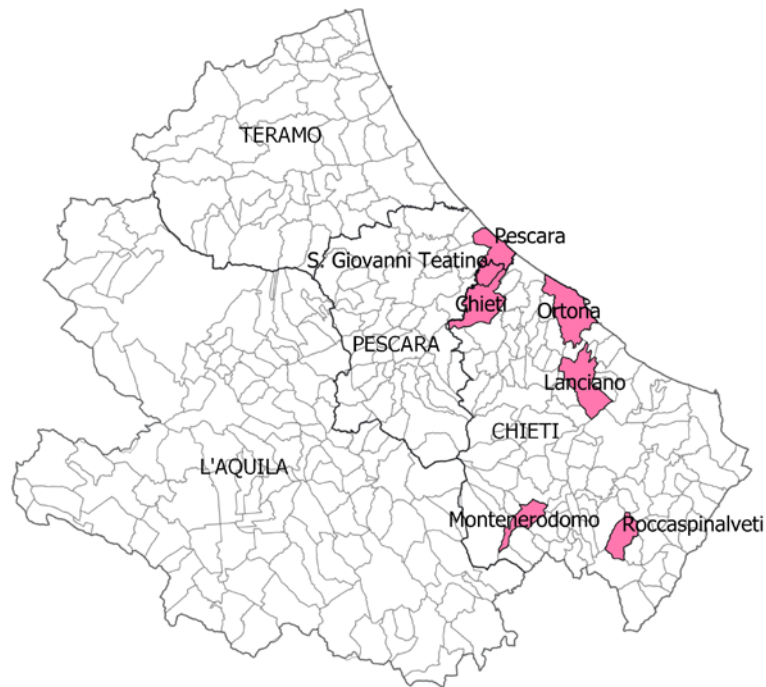 TERAMO
Pescara
S. Giovanni Teatino
Chieti
Ortona
PESCARA
Lanciano
CHIETI
L'AQUILA
Montenerodomo
Roccaspinalveti